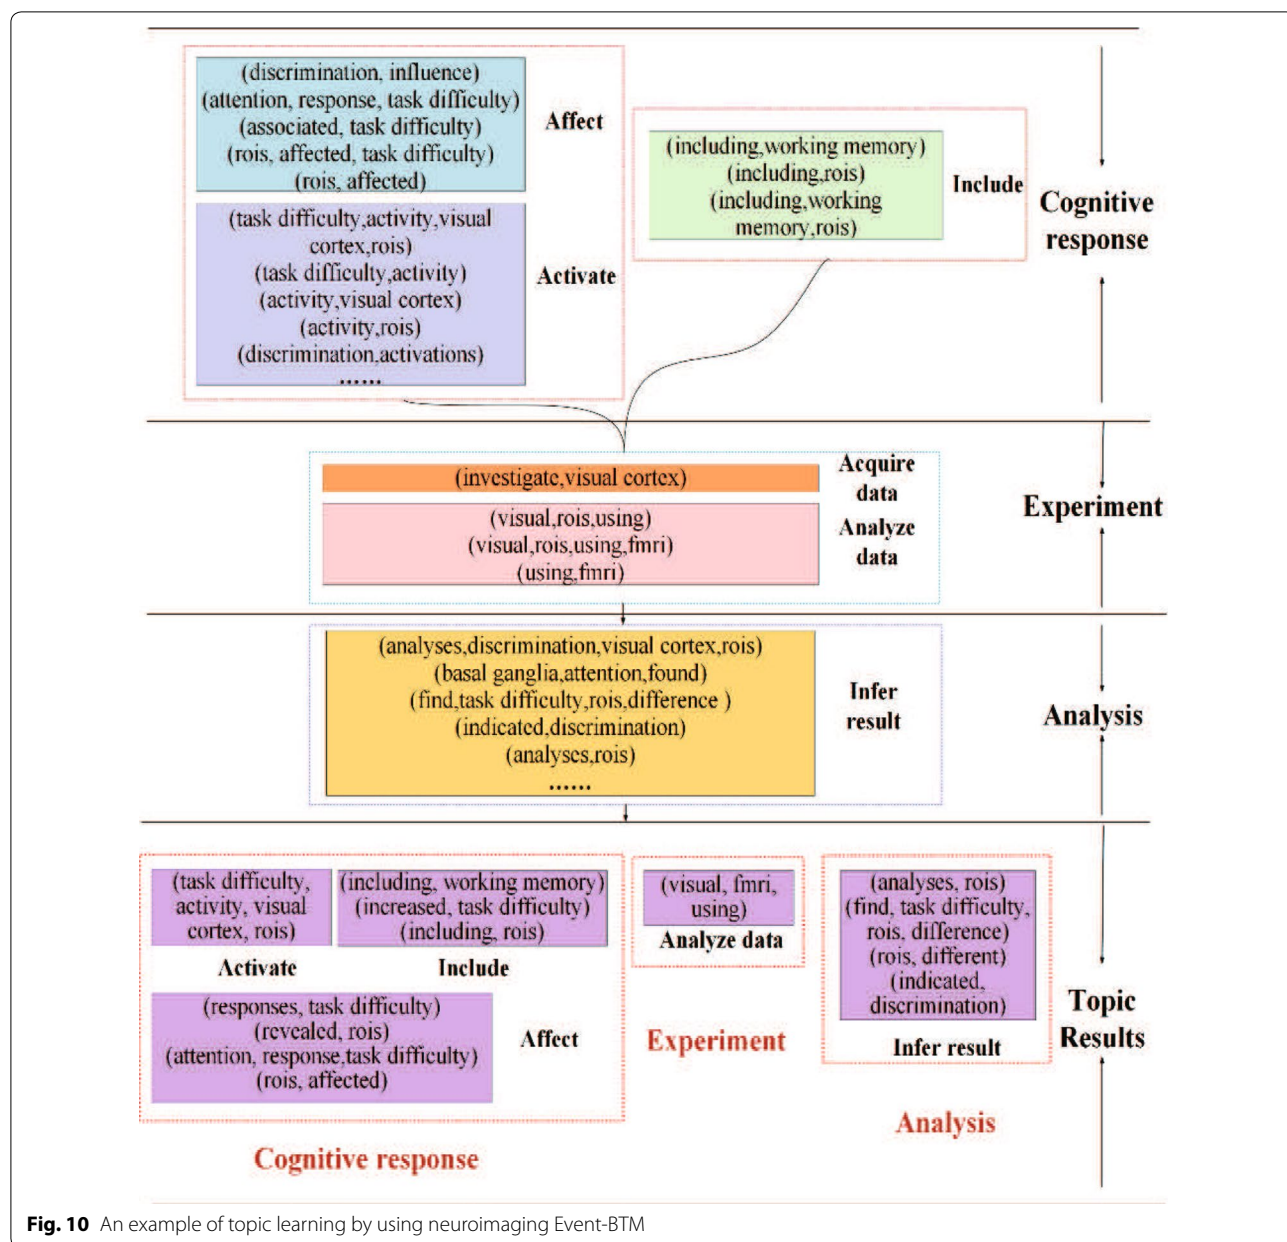 (discrimination, influence)
(attention, response, task difficulty)
(associated, task difficulty)
(rois, affected, task difficulty)
(rois, affected)
Affect
(task difficulty,activity,visual
cortex,rois)
(task difficulty,activity)
(activity,visual cortex)
(activity,rois)
(discrimination,activations)
......
Activate
(including,working memory)
(including,rois)
(including,working
memory,rois)
Include
Cognitive
response
(investigate,visual cortex)
Acquire
data
(visual,rois,using)
(visual,rois,using,fmri)
(using,fmri)
Analyze
data
Experiment
(analyses,discrimination,visual cortex,rois)
(basal ganglia,attention,found)
(find,task difficulty,rois,difference )
(indicated,discrimination)
(analyses,rois)
......
Infer
result
Analysis
(task difficulty,
activity, visual
cortex, rois)
Activate
(including, working memory)
(increased, task difficulty)
(including, rois)
Include
(responses, task difficulty)
(revealed, rois)
(attention, response,task difficulty)
(rois, affected)
Affect
Cognitive response
(visual, fmri,
using)
Analyze data
Experiment
(analyses, rois)
(find, task difficulty,
rois, difference)
(rois, different)
(indicated,
discrimination)
Infer result
Analysis
Topic
Results
Fig. 10 An example of topic learning by using neuroimaging Event-BTM